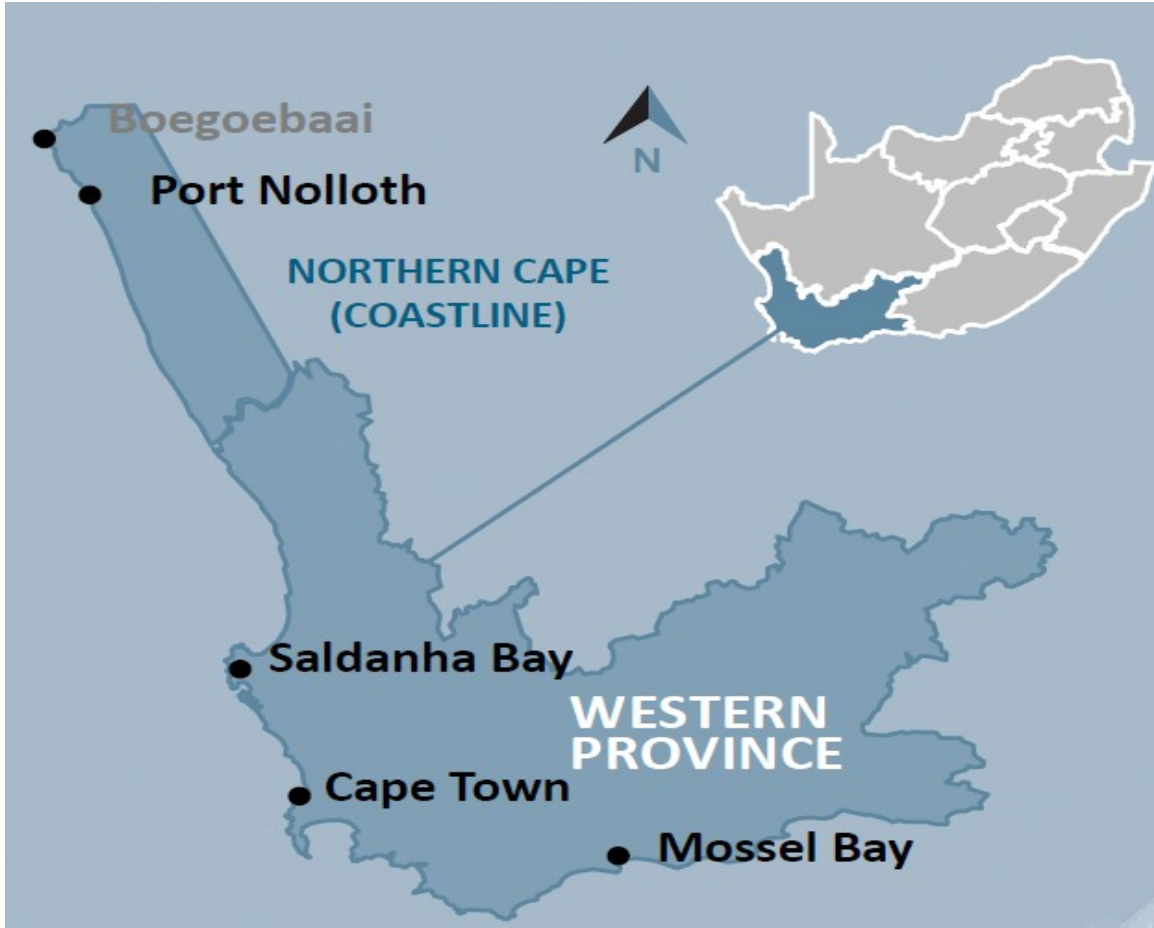 Boegoebaai
N
Port Nolloth
NORTHERN CAPE
(COASTLINE)
Saldanha Bay
WESTERN
PROVINCE
Cape Town
Mossel Bay